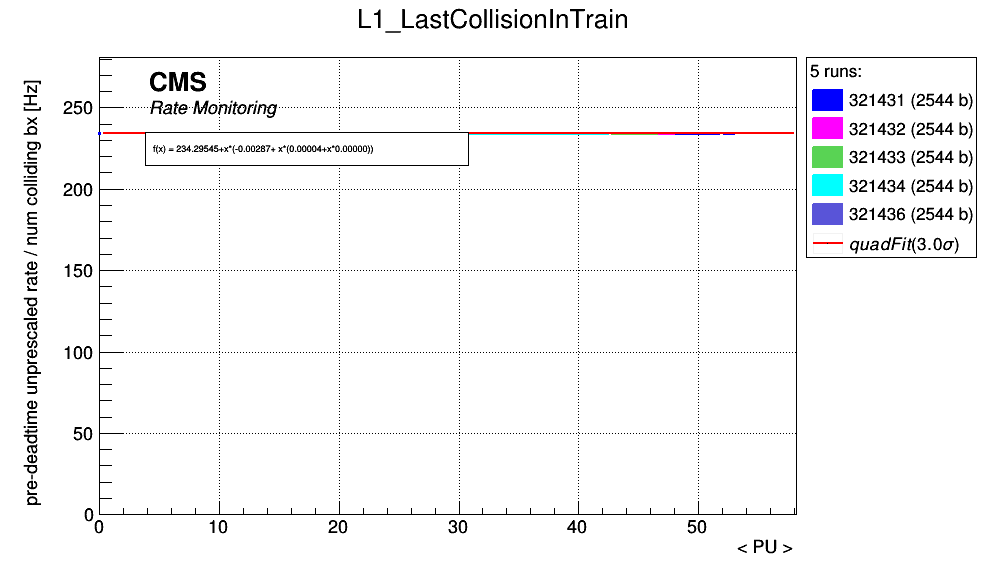 L1_LastCollisionInTrain
CMS
Rate Monitoring
f(x) = 234.29545+x*(-0.00287+ x*(0.00004+x*0.00000))
pre-deadtime unprescaled rate / num colliding bx [Hz]
250
200
150
100
50
0
0 10 20 30 40 50
< PU >
5 runs:
321431 (2544 b)
321432 (2544 b)
321433 (2544 b)
321434 (2544 b)
321436 (2544 b)
quadFit(3.0σ)